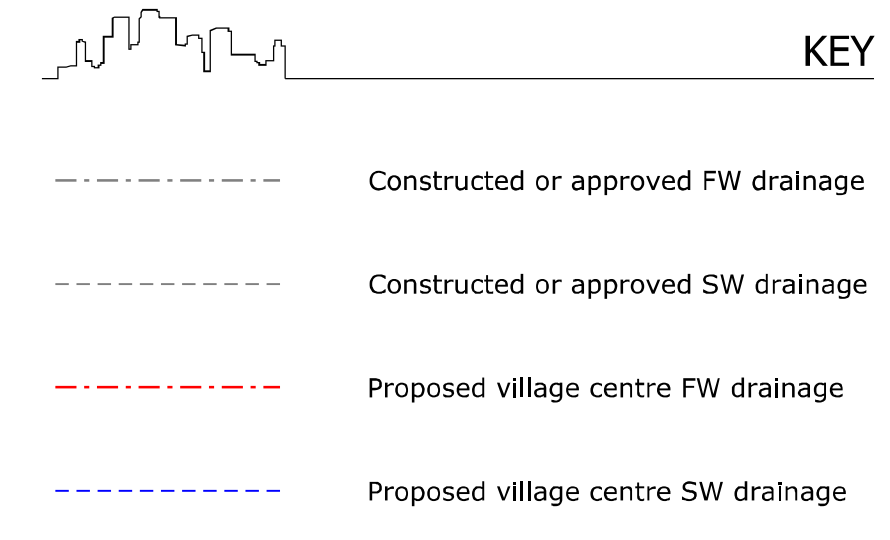 KEY
Constructed or approved FW drainage
Constructed or approved SW drainage
Proposed village centre FW drainage
Proposed village centre SW drainage